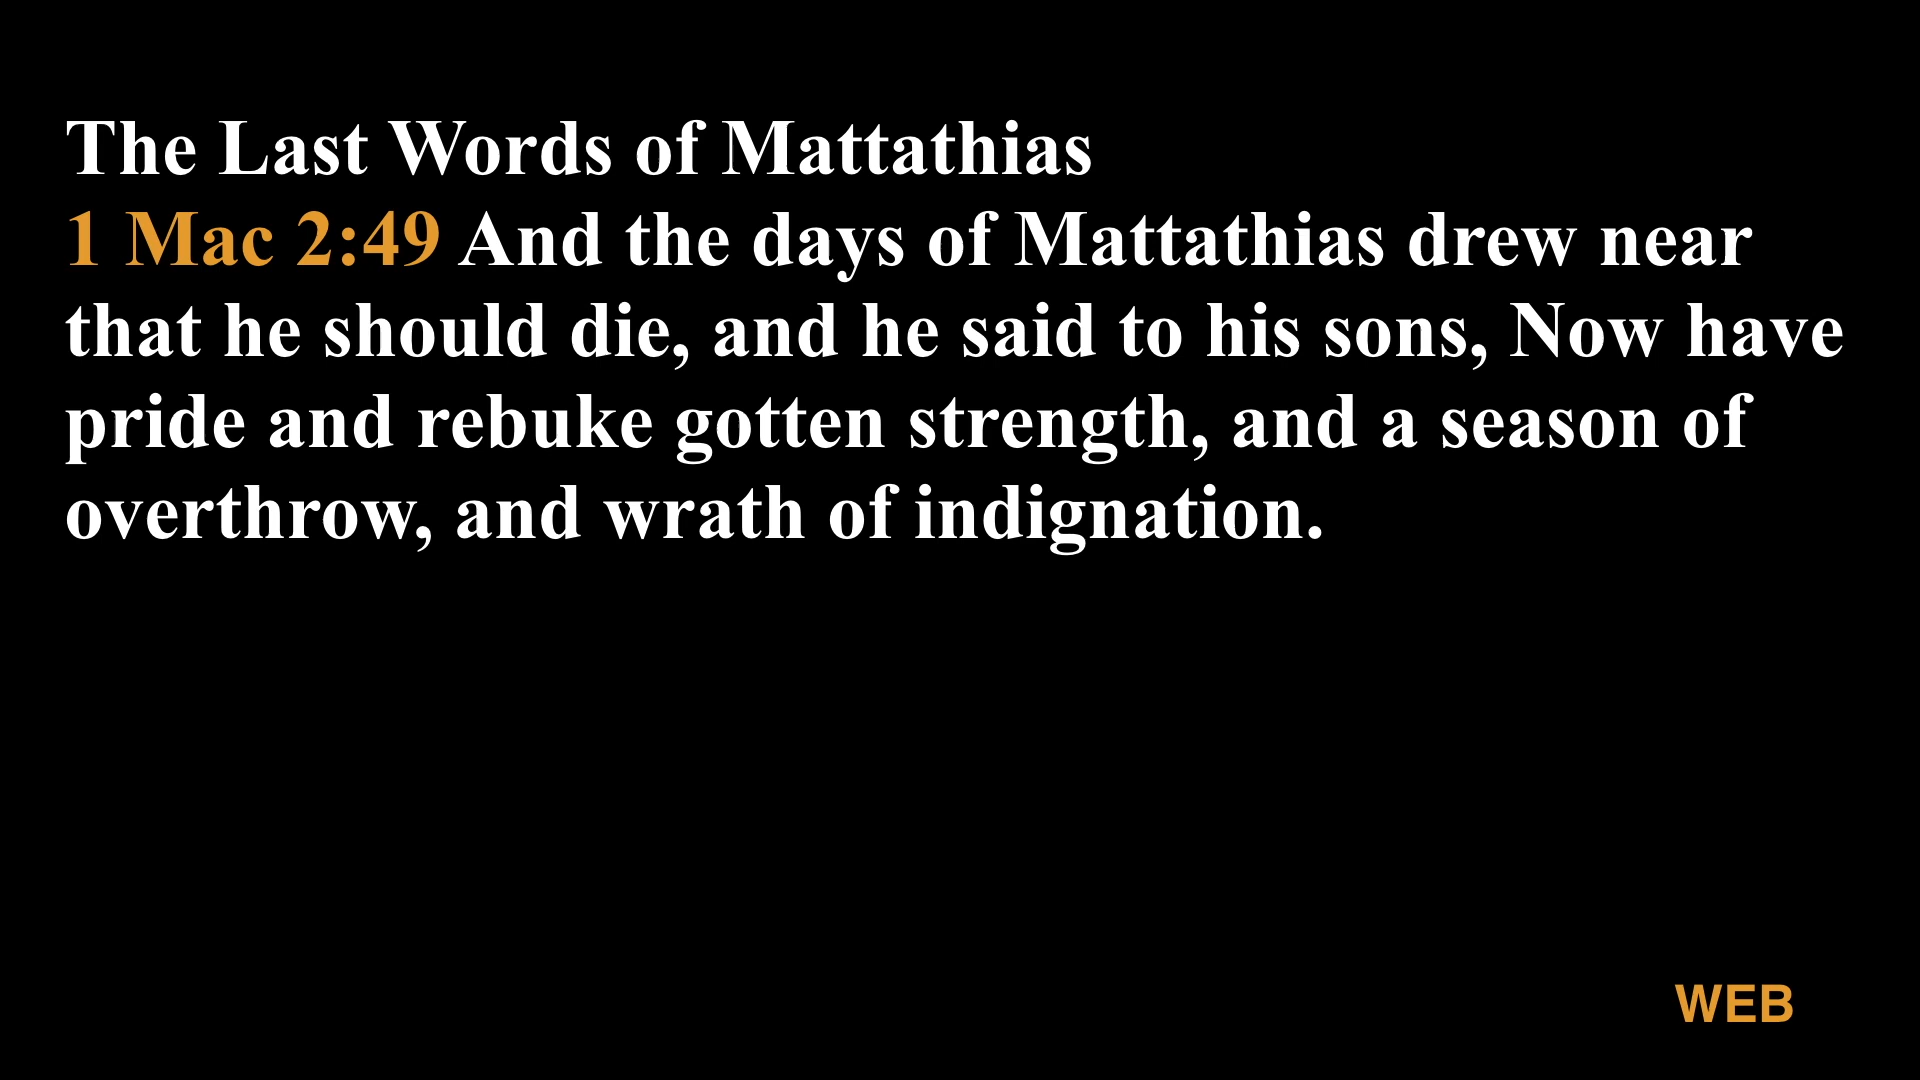 The Last Words of Mattathias
1 Mac 2:49 And the days of Mattathias drew near
that he should die, and he said to his sons, Now have
pride and rebuke gotten strength, and a season of
overthrow, and wrath of indignation.
WEB